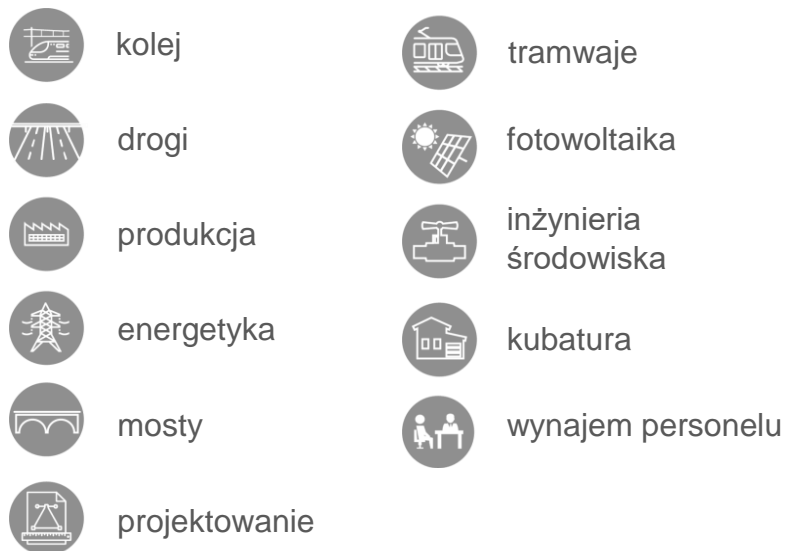 kolej
drogi
produkcja
energetyka
mosty
projektowanie
tramwaje
fotowoltaika
inżynieria
środowiska
kubatura
wynajem personelu